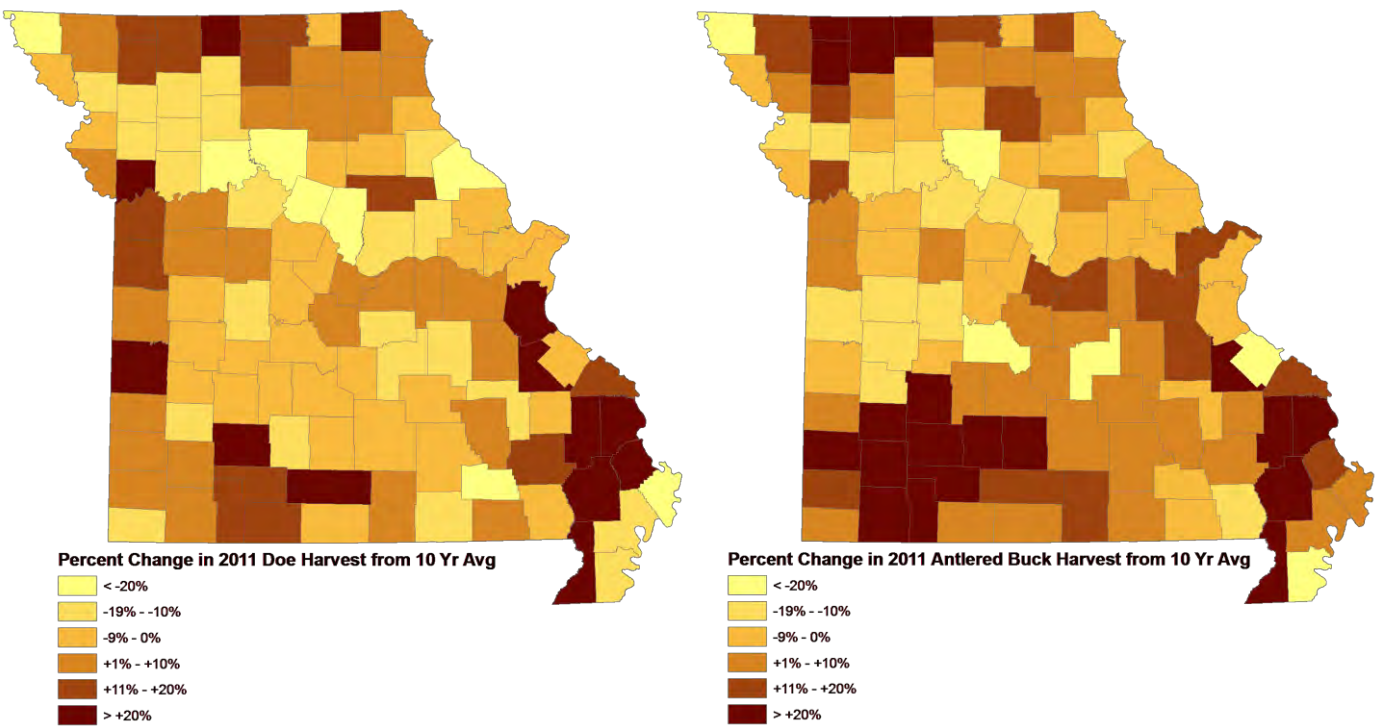 Percent Change in 2011 Doe Harvest from 10 Yr Avg
< -20%
-19% - -10%
-9% - 0%
+1% - +10%
+11% - +20%
> +20%
Percent Change in 2011 Antlered Buck Harvest from 10 Yr Avg
< -20%
-19% - -10%
-9% - 0%
+1% - +10%
+11% - +20%
> +20%